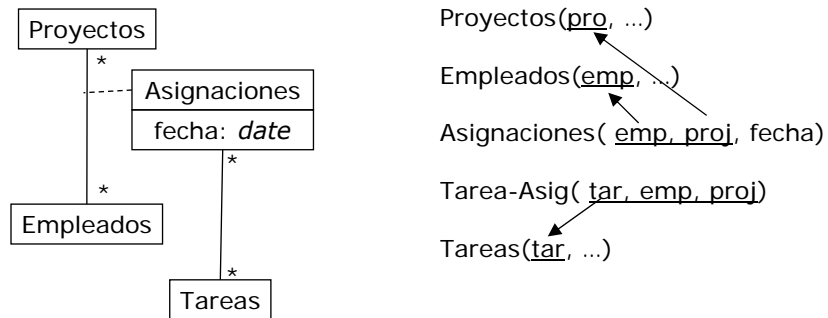 Proyectos
*
Asignaciones
fecha: date
*
*
Empleados
*
Tareas
Proyectos(pro, ...)
Empleados(emp, ...)
Asignaciones( emp, proj, fecha)
Tarea-Asig( tar, emp, proj)
Tareas(tar, ...)